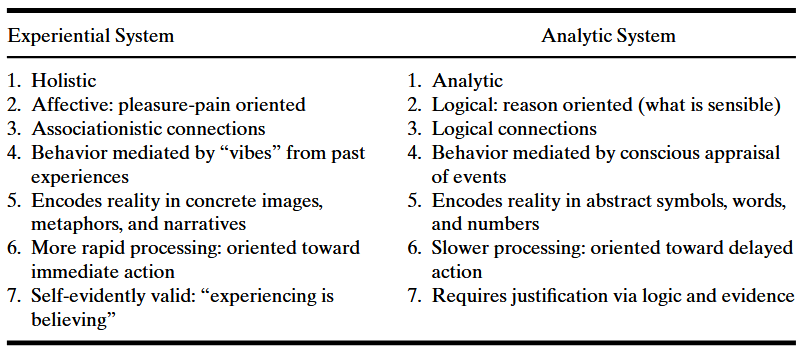 Experiential System
Analytic System
1. Holistic
2. Affective: pleasure-pain oriented
3. Associationistic connections
4. Behavior mediated by “vibes” from past
experiences
5. Encodes reality in concrete images,
metaphors, and narratives
6. More rapid processing: oriented toward
immediate action
7. Self-evidently valid: “experiencing is
believing”
1. Analytic
2. Logical: reason oriented (what is sensible)
3. Logical connections
4. Behavior mediated by conscious appraisal
of events
5. Encodes reality in abstract symbols, words,
and numbers
6. Slower processing: oriented toward delayed
action
7. Requires justification via logic and evidence